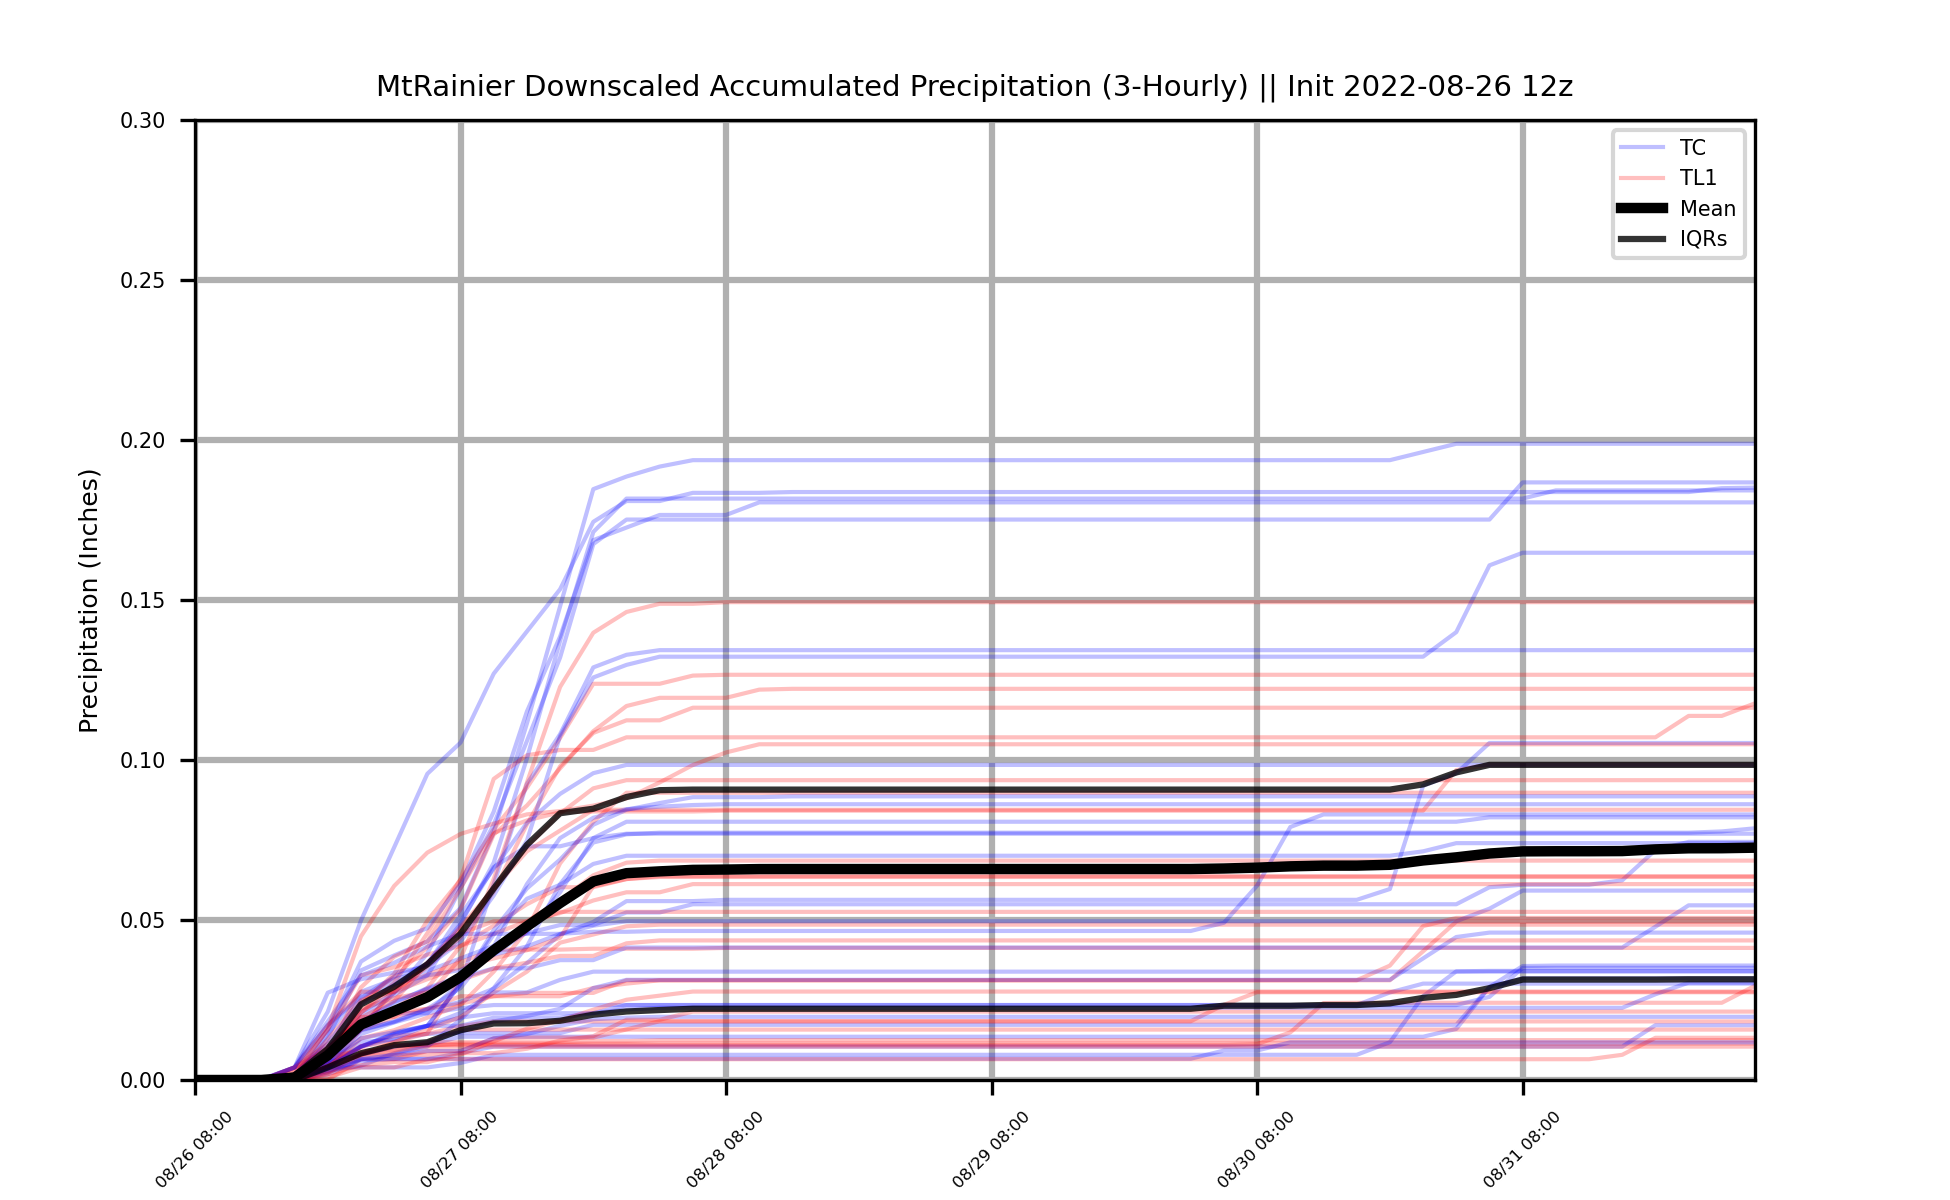 MtRainier Downscaled Accumulated Precipitation (3-Hourly) || Init 2022-08-26 12z
Precipitation (Inches)
0.30
0.25
0.20
0.15
0.10
0.05
0.00
TC
TL1
Mean
IQRs
08/26 08:00
08/27 08:00
08/28 08:00
08/29 08:00
08/30 08:00
08/31 08:00